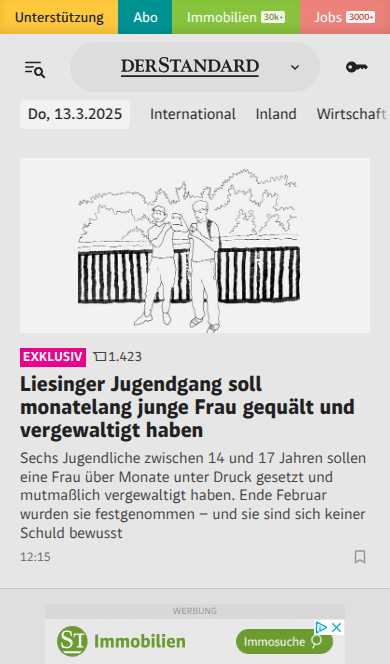 Unterstützung Abo Immobilien 30k+ Jobs 3000+
DERSTANDARD
Do, 13.3.2025 International Inland Wirtschaft
EXKLUSIV 1.423
Liesinger Jugendgang soll
monatelang junge Frau gequält und
vergewaltigt haben
Sechs Jugendliche zwischen 14 und 17 Jahren sollen
eine Frau über Monate unter Druck gesetzt und
mutmaßlich vergewaltigt haben. Ende Februar
wurden sie festgenommen – und sie sind sich keiner
Schuld bewusst
12:15
WERBUNG
ST Immobilien Immosuche